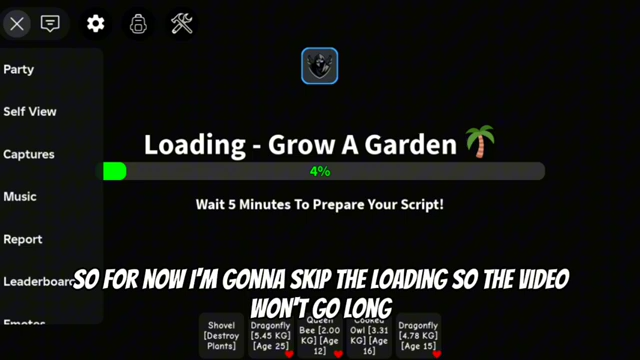 Party
Self View
Captures
Music
Report
Leaderboard
Emotes
Loading - Grow A Garden
4%
Wait 5 Minutes To Prepare Your Script!
SO FOR NOW I'M GONNA SKIP THE LOADING SO THE VIDEO
WON'T GO LONG
Shovel
[Destroy
Plants]
Dragonfly
[5.45 KG]
[Age 25]
Queen
Bee [2.00
KG] [Age
12]
Cooked
Owl [3.31
KG] [Age
16]
Dragonfly
[4.78 KG]
[Age 15]